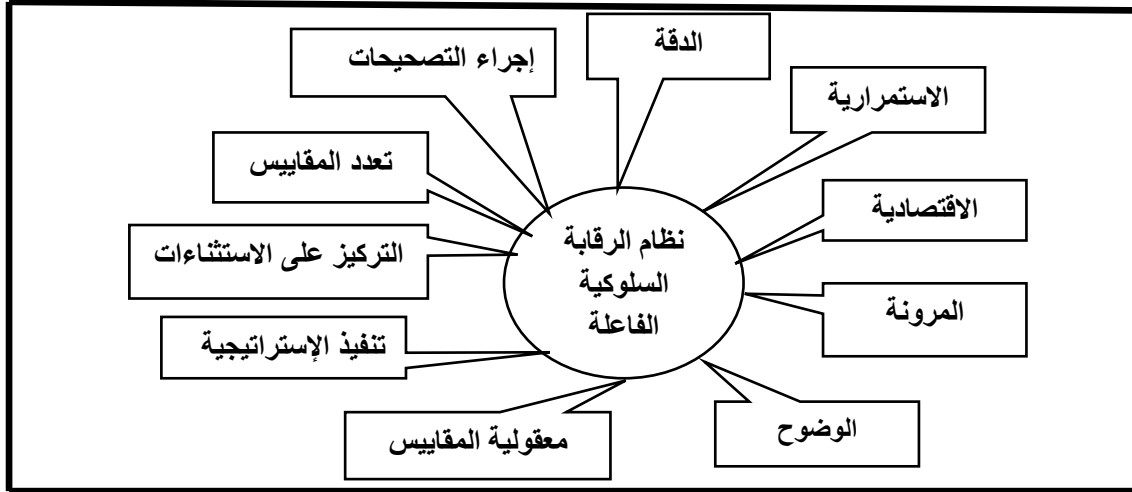 الدقة
إجراء التصحيحات
الاستمرارية
تعدد المقاييس
الاقتصادية
نظام الرقابة
السلوكية
الفاعلة
التركيز على الاستثناءات
المرونة
تنفيذ الإستراتيجية
الوضوح
معقولية المقاييس